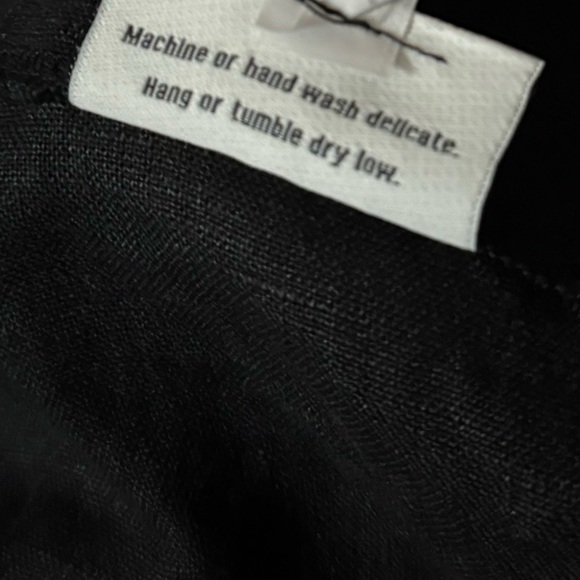 Machine or hand wash delicate.
Hang or tumble dry low.